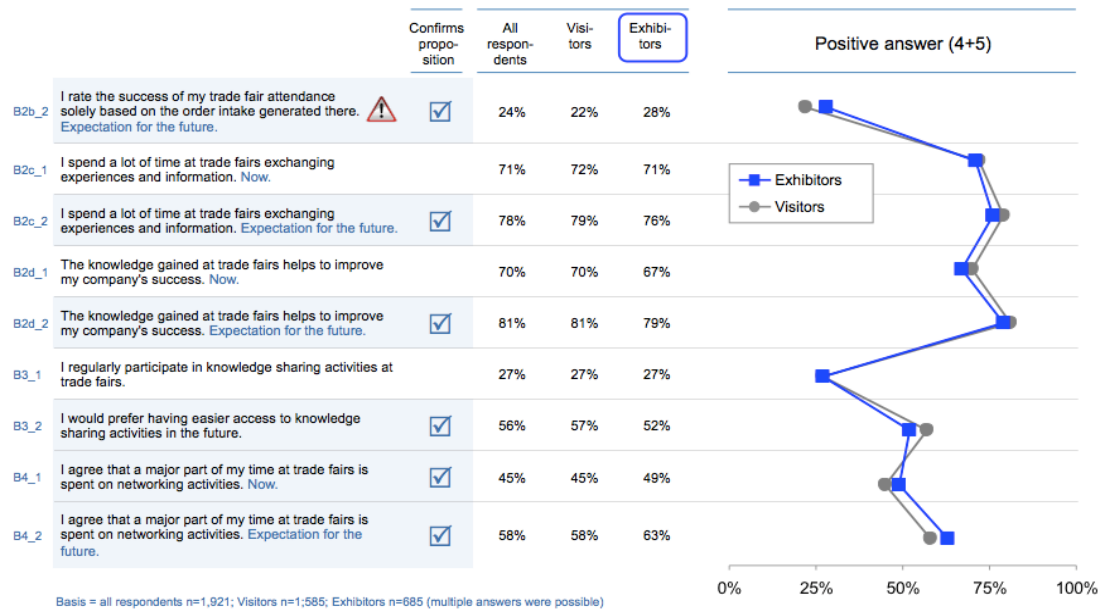 Confirms
propo-
sition
All
respon-
dents
Visi-
tors
Exhibi-
tors
Positive answer (4+5)
B2b_2
I rate the success of my trade fair attendance
solely based on the order intake generated there.
Expectation for the future.
24% 22% 28%
B2c_1
I spend a lot of time at trade fairs exchanging
experiences and information. Now.
71% 72% 71%
B2c_2
I spend a lot of time at trade fairs exchanging
experiences and information. Expectation for the future.
78% 79% 76%
B2d_1
The knowledge gained at trade fairs helps to improve
my company's success. Now.
70% 70% 67%
B2d_2
The knowledge gained at trade fairs helps to improve
my company's success. Expectation for the future.
81% 81% 79%
B3_1
I regularly participate in knowledge sharing activities at
trade fairs.
27% 27% 27%
B3_2
I would prefer having easier access to knowledge
sharing activities in the future.
56% 57% 52%
B4_1
I agree that a major part of my time at trade fairs is
spent on networking activities. Now.
45% 45% 49%
B4_2
I agree that a major part of my time at trade fairs is
spent on networking activities. Expectation for the
future.
58% 58% 63%
Exhibitors
Visitors
0% 25% 50% 75% 100%
Basis = all respondents n=1,921; Visitors n=1;585; Exhibitors n=685 (multiple answers were possible)